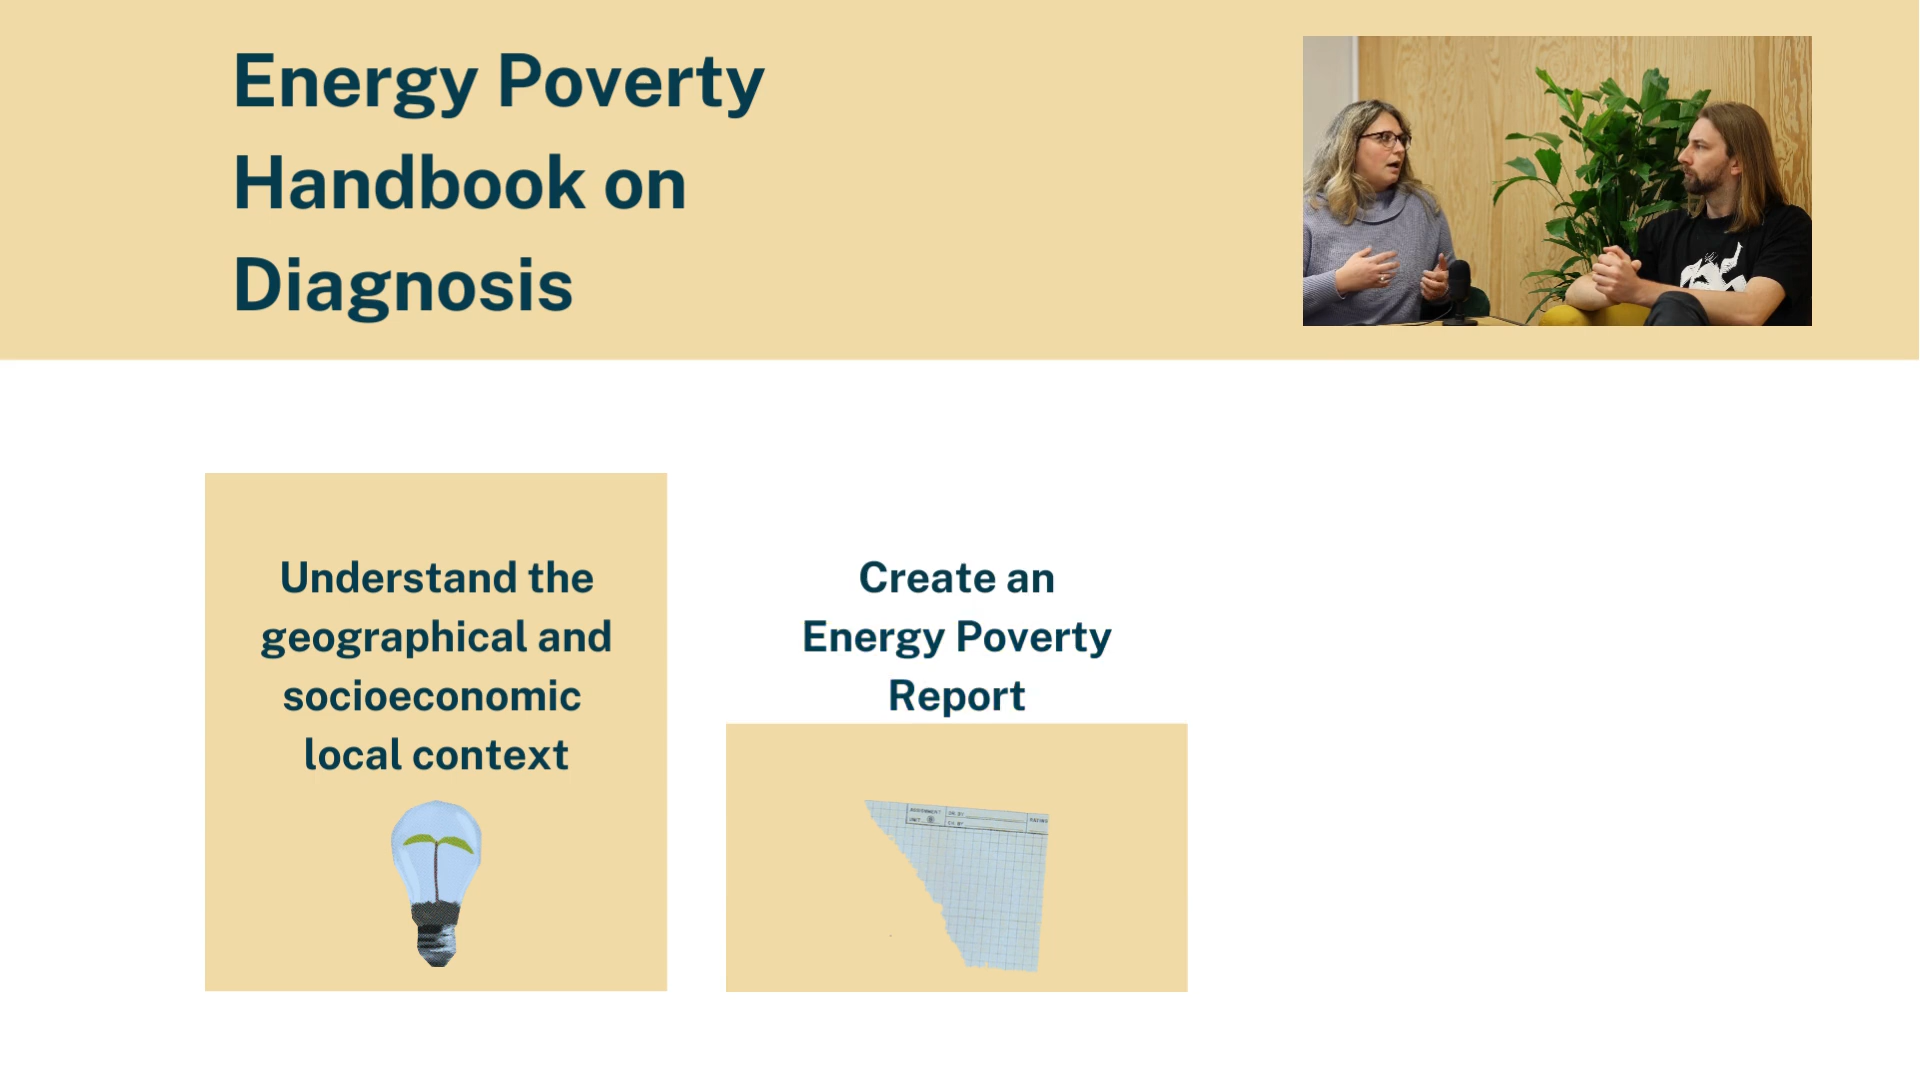 Energy Poverty
Handbook on
Diagnosis
Understand the
geographical and
socioeconomic
local context
Create an
Energy Poverty
Report